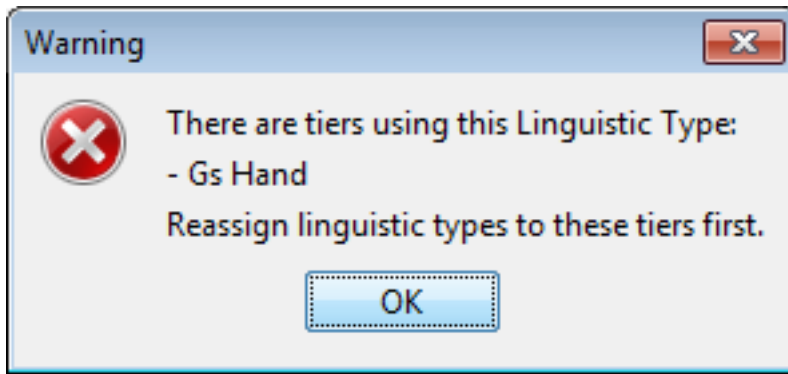 Warning
There are tiers using this Linguistic Type:
- Gs Hand
Reassign linguistic types to these tiers first.
OK